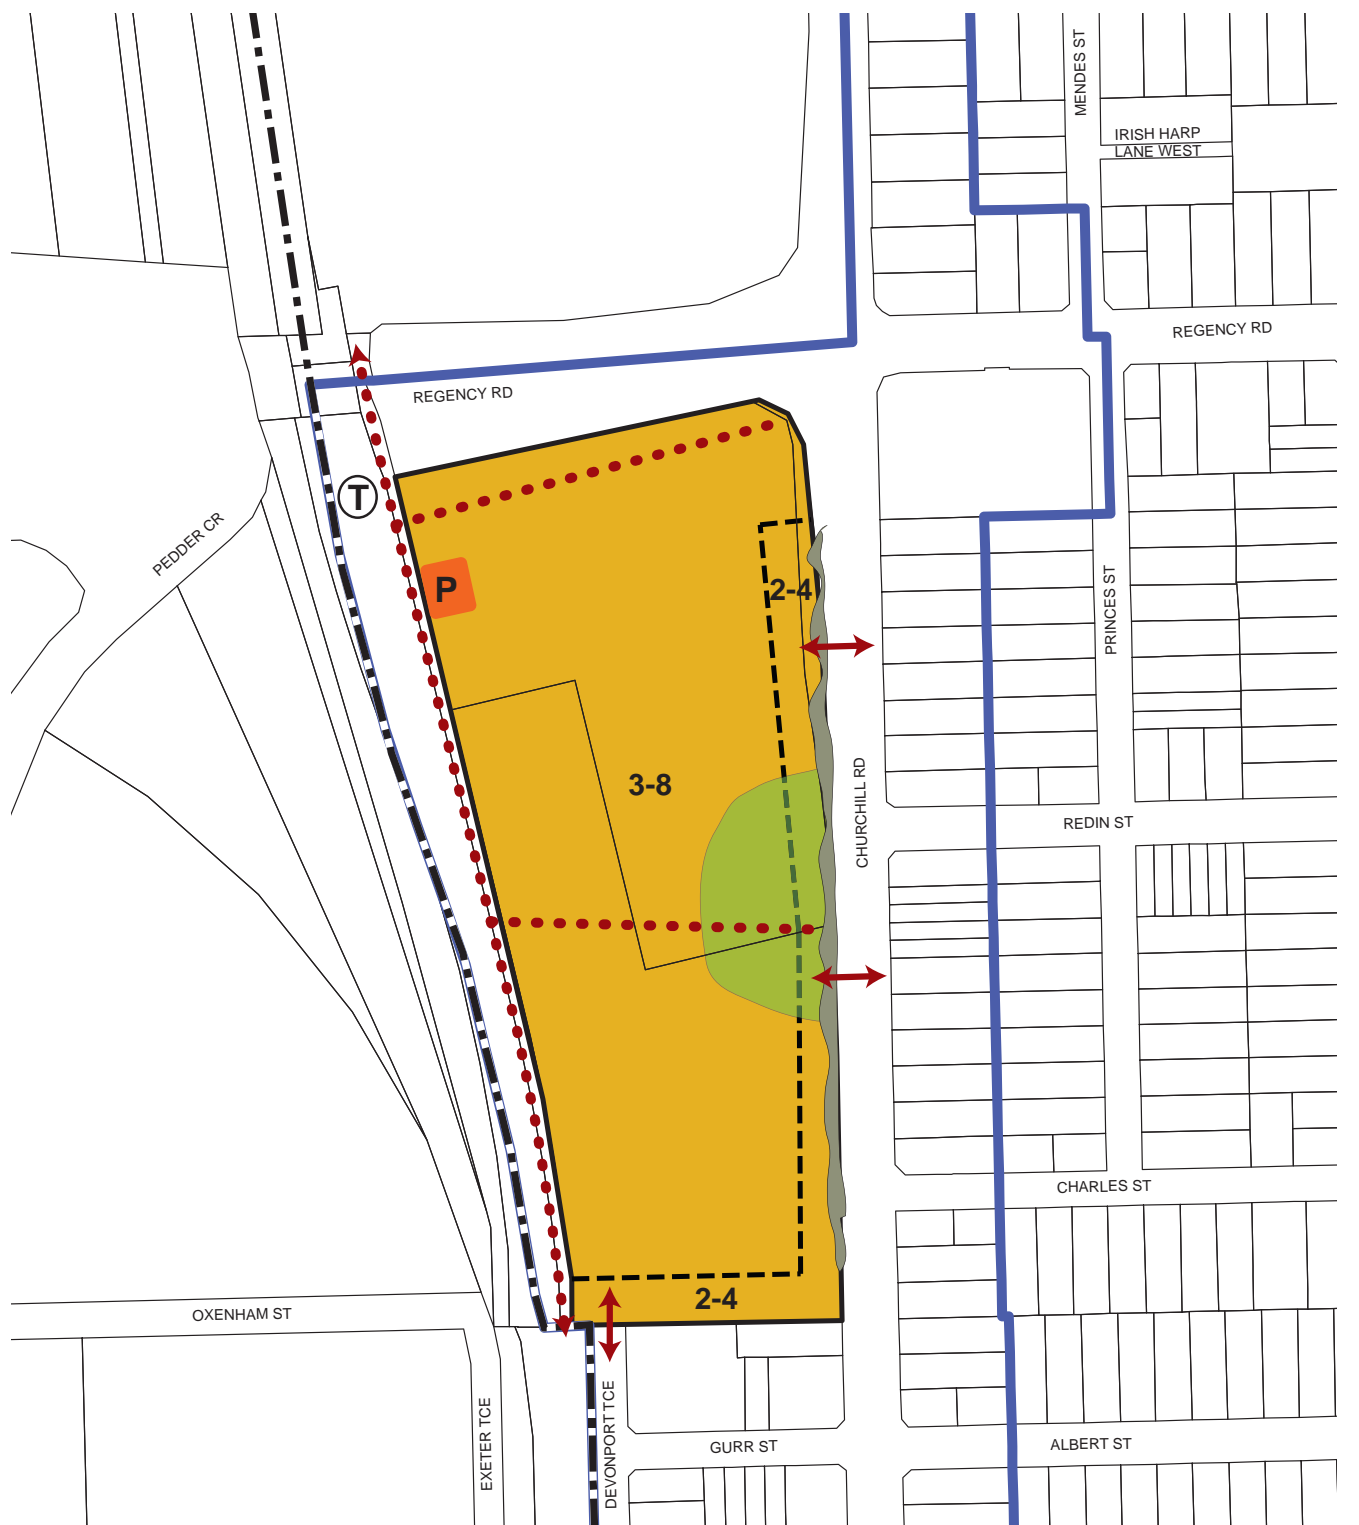 MENDES ST
IRISH HARP
LANE WEST
REGENCY RD
REGENCY RD
T
PEDDER CR
P
2-4
PRINCES ST
3-8
CHURCHILL RD
REDIN ST
CHARLES ST
2-4
OXENHAM ST
EXETER TCE
DEVONPORT TCE
GURR ST
ALBERT ST